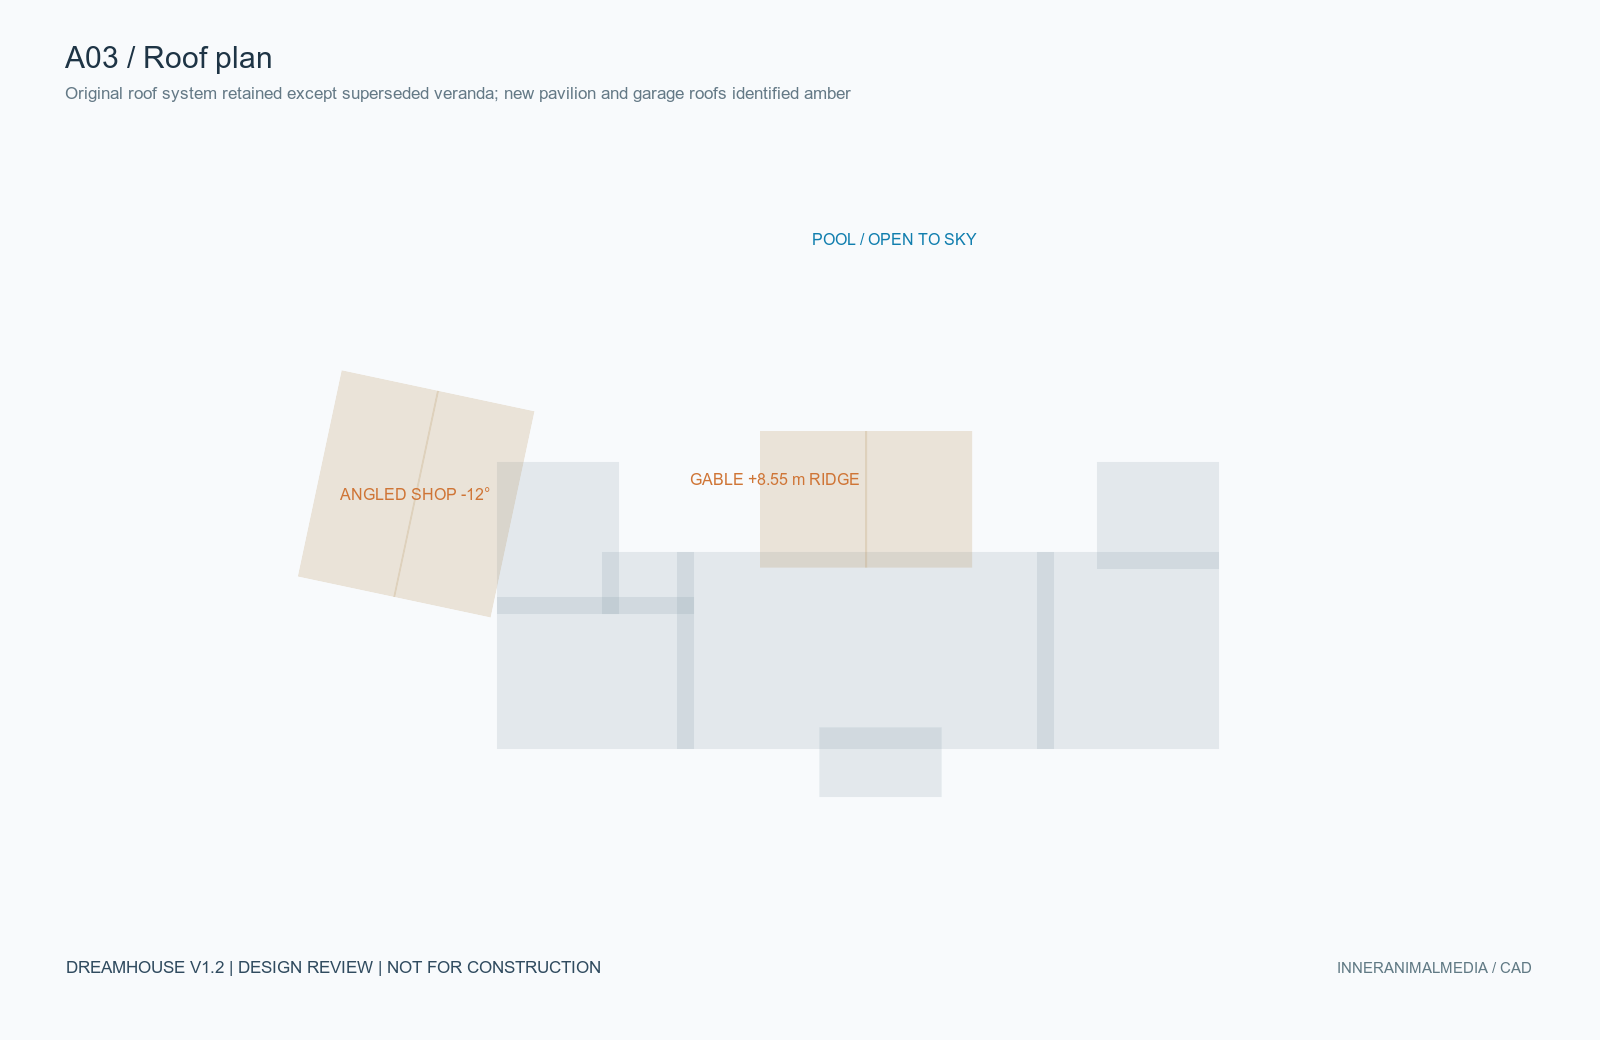 A03 / Roof plan
Original roof system retained except superseded veranda; new pavilion and garage roofs identified amber
POOL / OPEN TO SKY
GABLE +8.55 m RIDGE
ANGLED SHOP -12°
DREAMHOUSE V1.2 | DESIGN REVIEW | NOT FOR CONSTRUCTION
INNERANIMALMEDIA / CAD